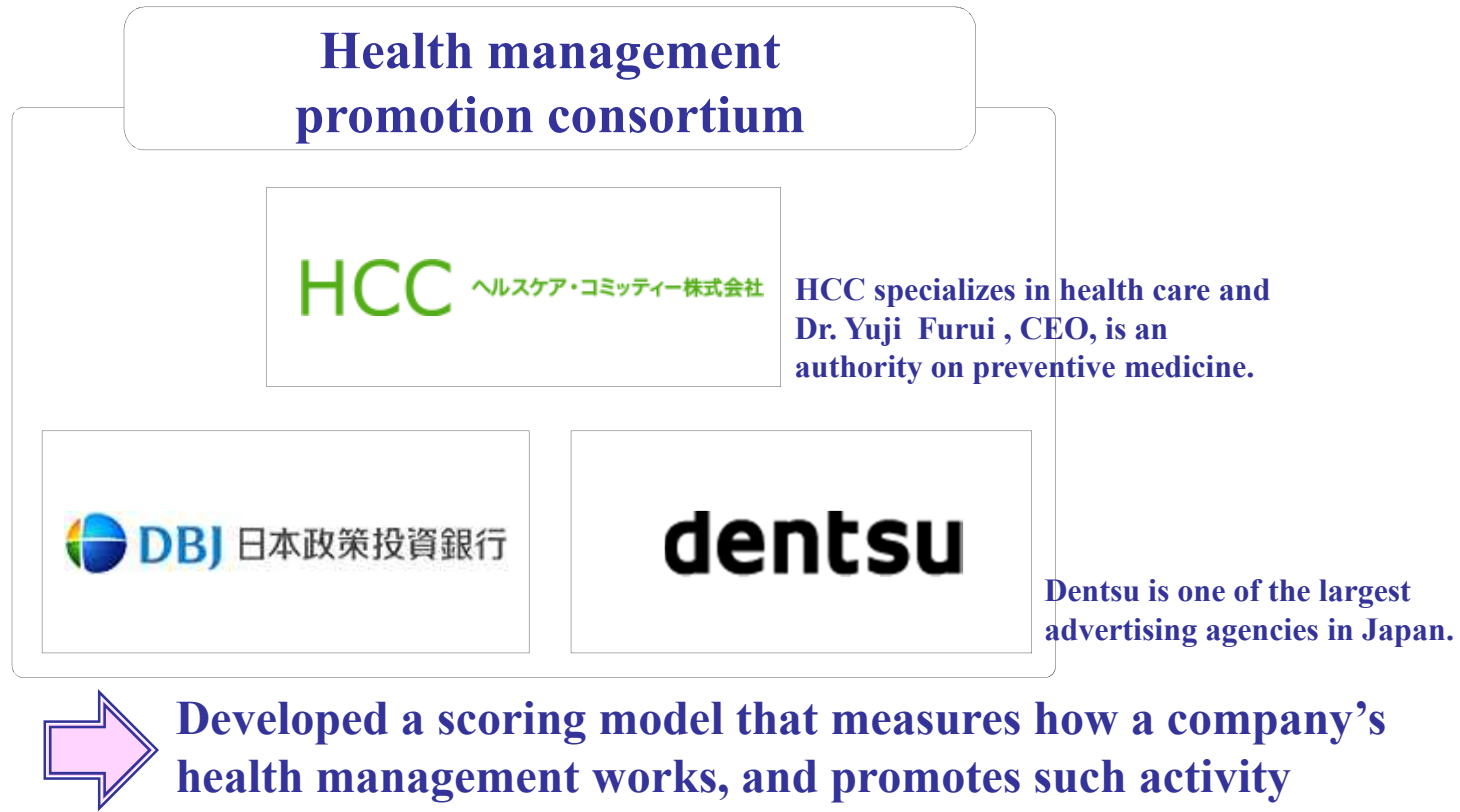 Health management
promotion consortium
HCC ヘルスケア・コミッティー株式会社
HCC specializes in health care and
Dr. Yuji Furui , CEO, is an
authority on preventive medicine.
DBJ 日本政策投資銀行
dentsu
Dentsu is one of the largest
advertising agencies in Japan.
Developed a scoring model that measures how a company’s
health management works, and promotes such activity